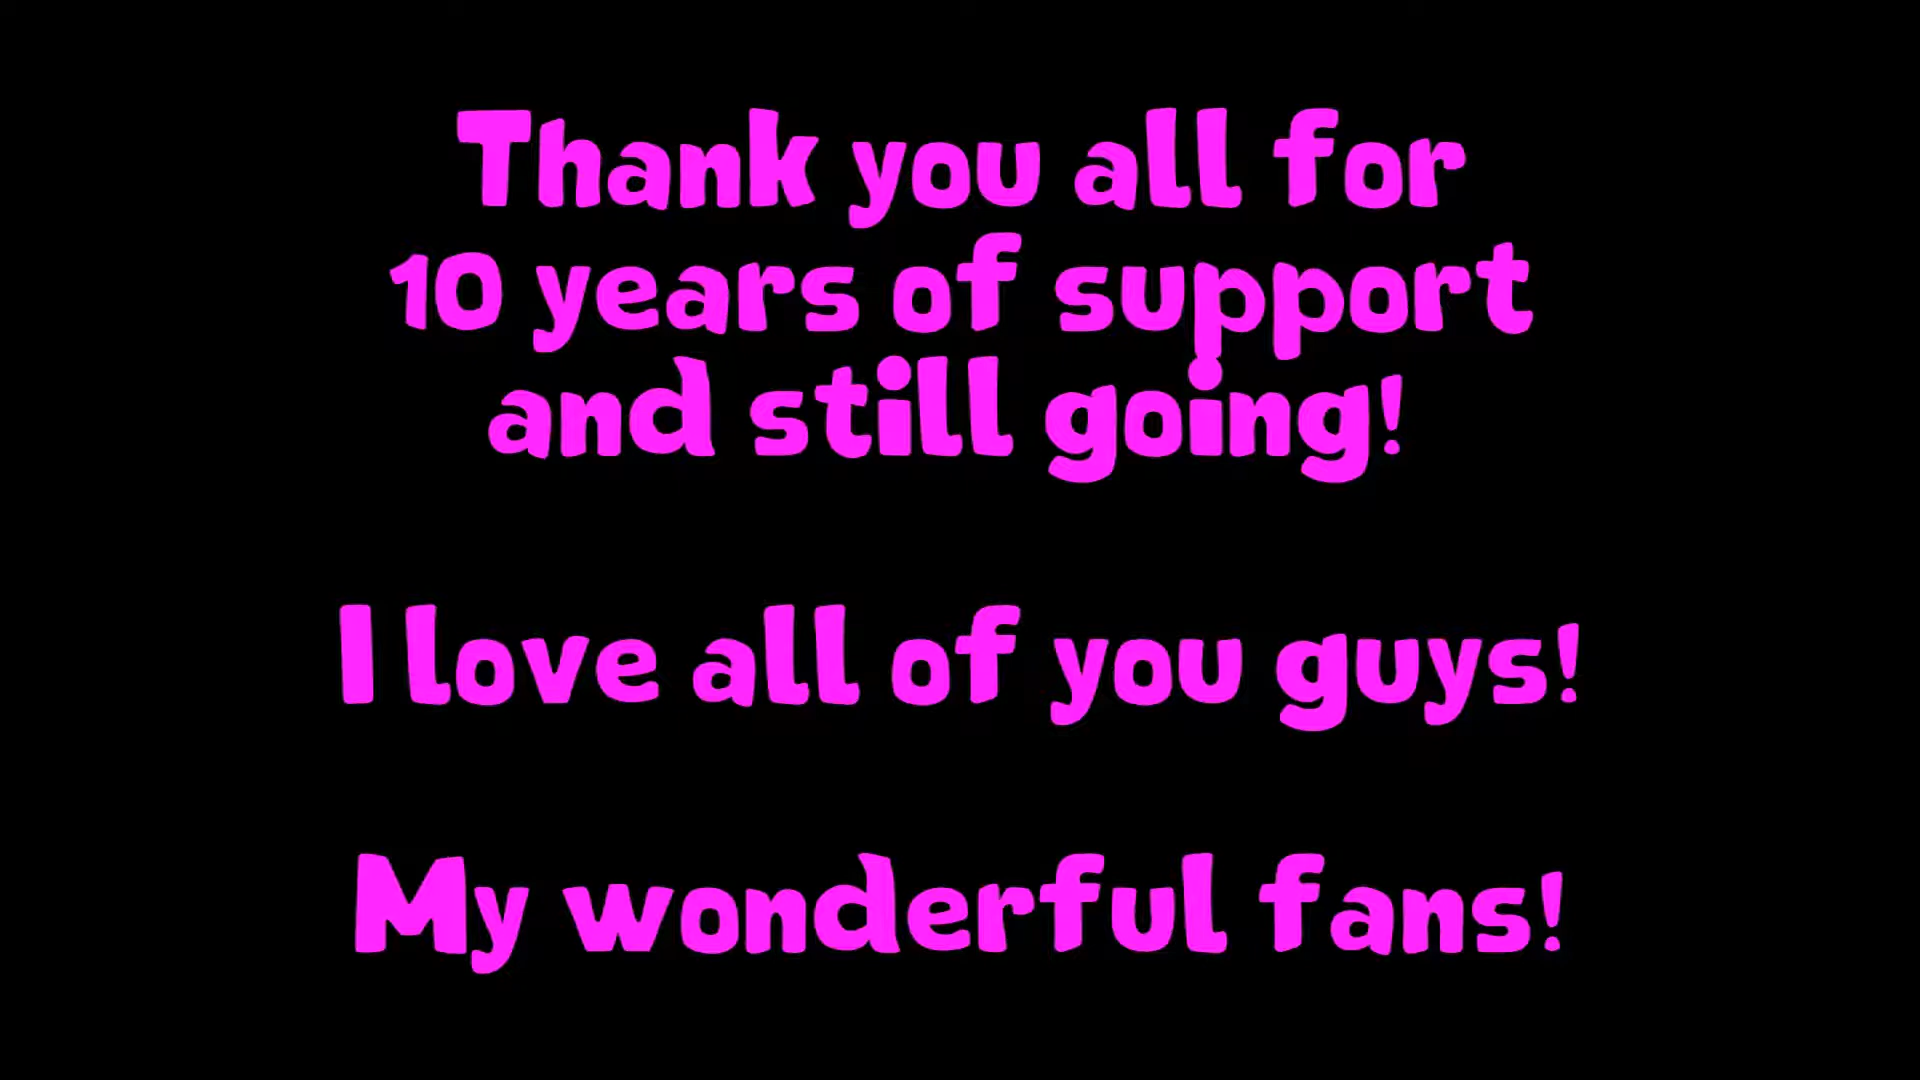 Thank you all for
10 years of support
and still going!
I love all of you guys!
My wonderful fans!